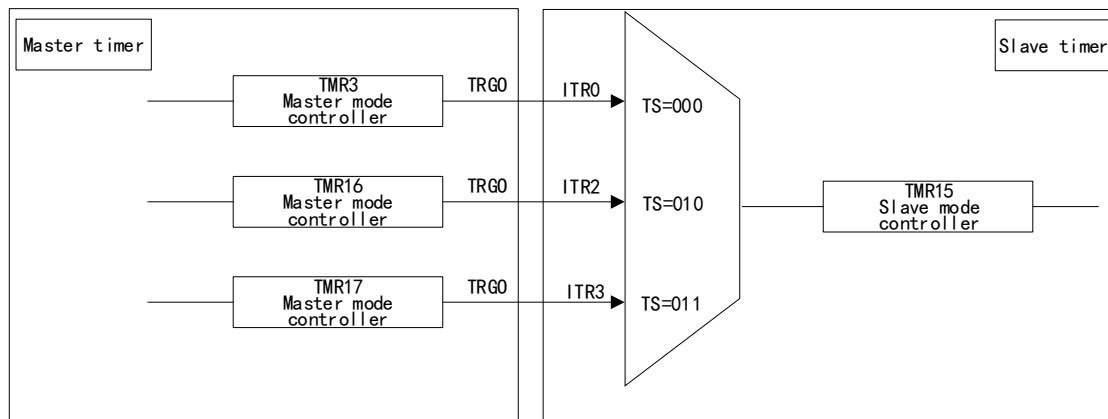 Master timer
Slave timer
TMR3
Master mode
controller
TRGO
ITR0
TS=000
TMR16
Master mode
controller
TRGO
ITR2
TS=010
TMR15
Slave mode
controller
TMR17
Master mode
controller
TRGO
ITR3
TS=011